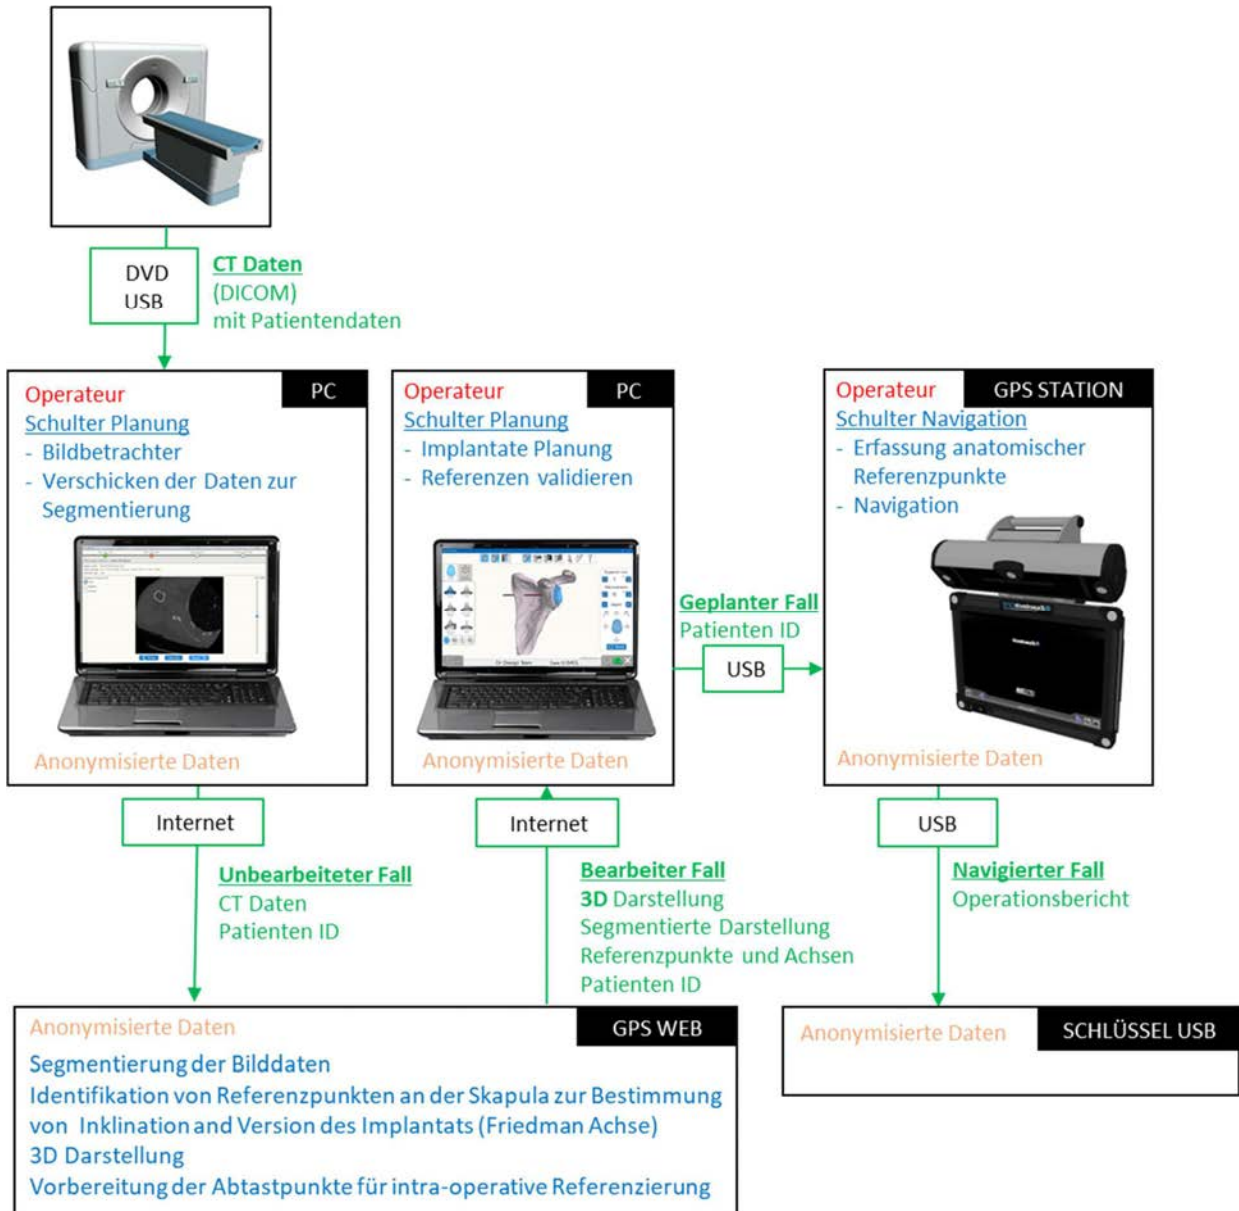 DVD
USB
CT Daten
(DICOM)
mit Patientendaten
Operateur
PC
Schulter Planung
- Bildbetrachter
- Verschicken der Daten zur
Segmentierung
Anonymisierte Daten
Operateur
PC
Schulter Planung
- Implantate Planung
- Referenzen validieren
Anonymisierte Daten
Geplanter Fall
Patienten ID
USB
Operateur
GPS STATION
Schulter Navigation
- Erfassung anatomischer
Referenzpunkte
- Navigation
Anonymisierte Daten
Internet
Unbearbeiteter Fall
CT Daten
Patienten ID
Internet
Bearbeiter Fall
3D Darstellung
Segmentierte Darstellung
Referenzpunkte und Achsen
Patienten ID
USB
Navigierter Fall
Operationsbericht
Anonymisierte Daten
GPS WEB
Segmentierung der Bilddaten
Identifikation von Referenzpunkten an der Skapula zur Bestimmung
von Inklination and Version des Implantats (Friedman Achse)
3D Darstellung
Vorbereitung der Abtastpunkte für intra-operative Referenzierung
Anonymisierte Daten
SCHLÜSSEL USB